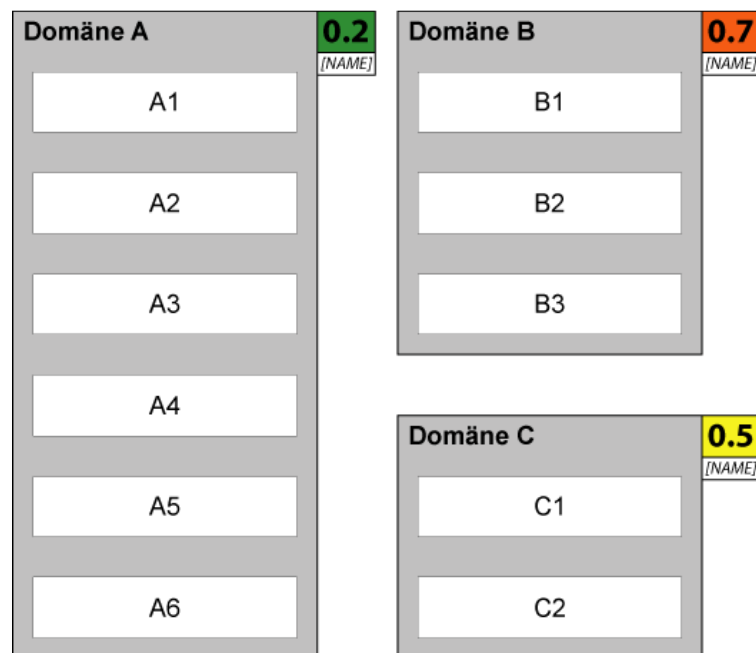 Domäne A
0.2
[NAME]
A1
A2
A3
A4
A5
A6
Domäne B
0.7
[NAME]
B1
B2
B3
Domäne C
0.5
[NAME]
C1
C2